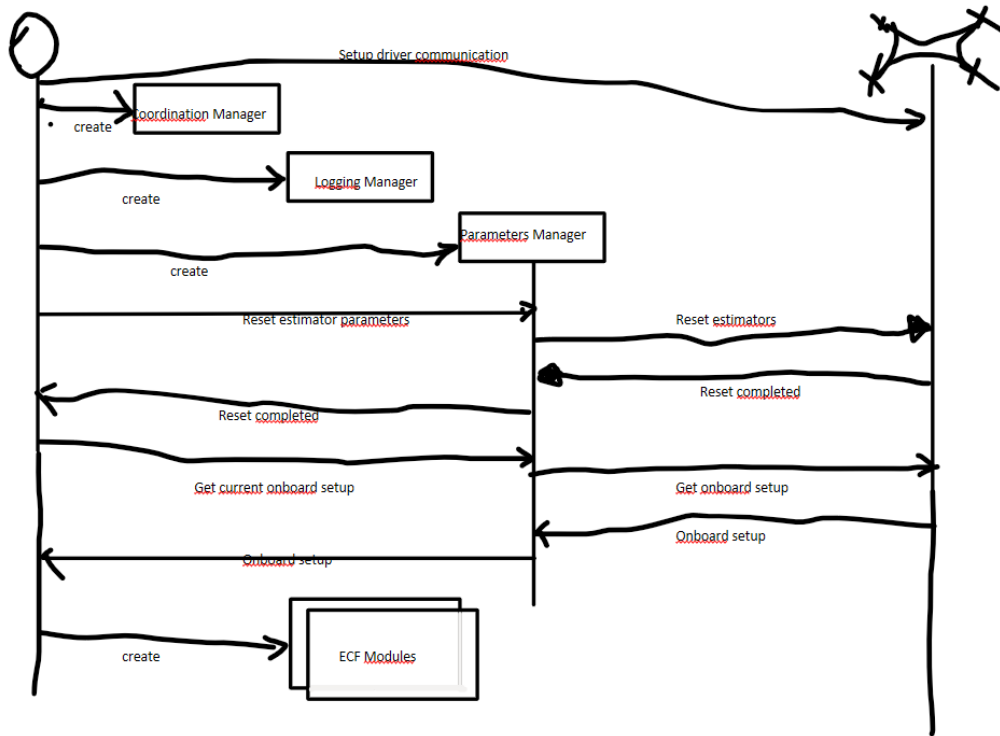 Setup driver communication
Coordination Manager
create
Logging Manager
create
Parameters Manager
create
Reset estimator parameters
Reset estimators
Reset completed
Reset completed
Get current onboard setup
Get onboard setup
Onboard setup
Onboard setup
ECF Modules
create